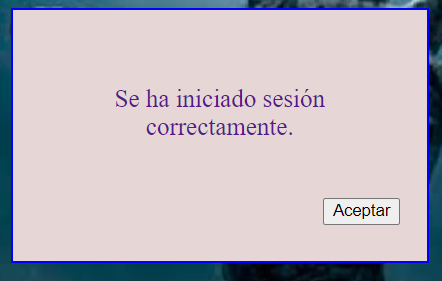 Se ha iniciado sesión
correctamente.
Aceptar